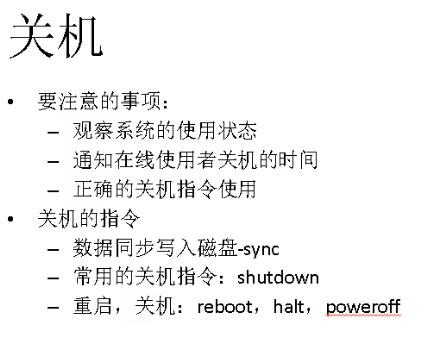 关机
• 要注意的事项：
– 观察系统的使用状态
– 通知在线使用者关机的时间
– 正确的关机指令使用
• 关机的指令
– 数据同步写入磁盘-sync
– 常用的关机指令：shutdown
– 重启，关机：reboot，halt，poweroff